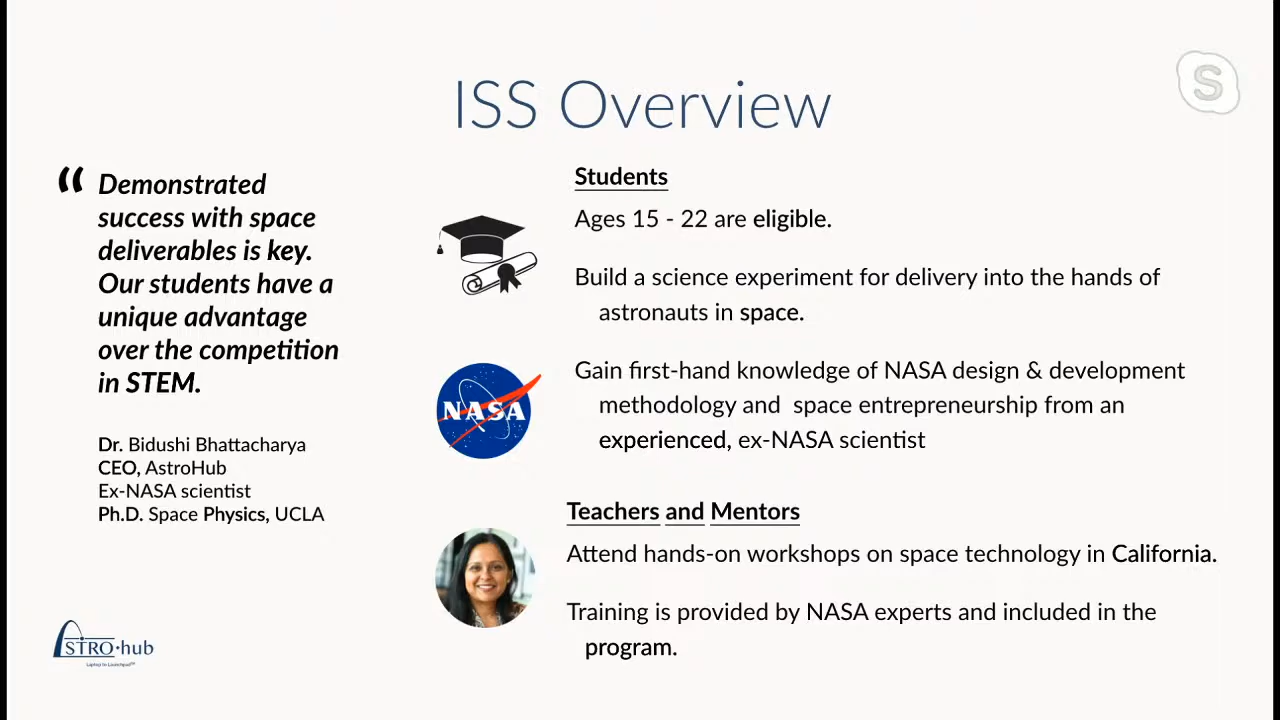 ISS Overview
S
“ Demonstrated
success with space
deliverables is key.
Our students have a
unique advantage
over the competition
in STEM.
Dr. Bidushi Bhattacharya
CEO, AstroHub
Ex-NASA scientist
Ph.D. Space Physics, UCLA
ASTRO·hub
Laptop to Launchpad℠
Students
Ages 15 - 22 are eligible.
Build a science experiment for delivery into the hands of
astronauts in space.
NASA
Gain first-hand knowledge of NASA design & development
methodology and  space entrepreneurship from an
experienced, ex-NASA scientist
Teachers and Mentors
Attend hands-on workshops on space technology in California.
Training is provided by NASA experts and included in the
program.